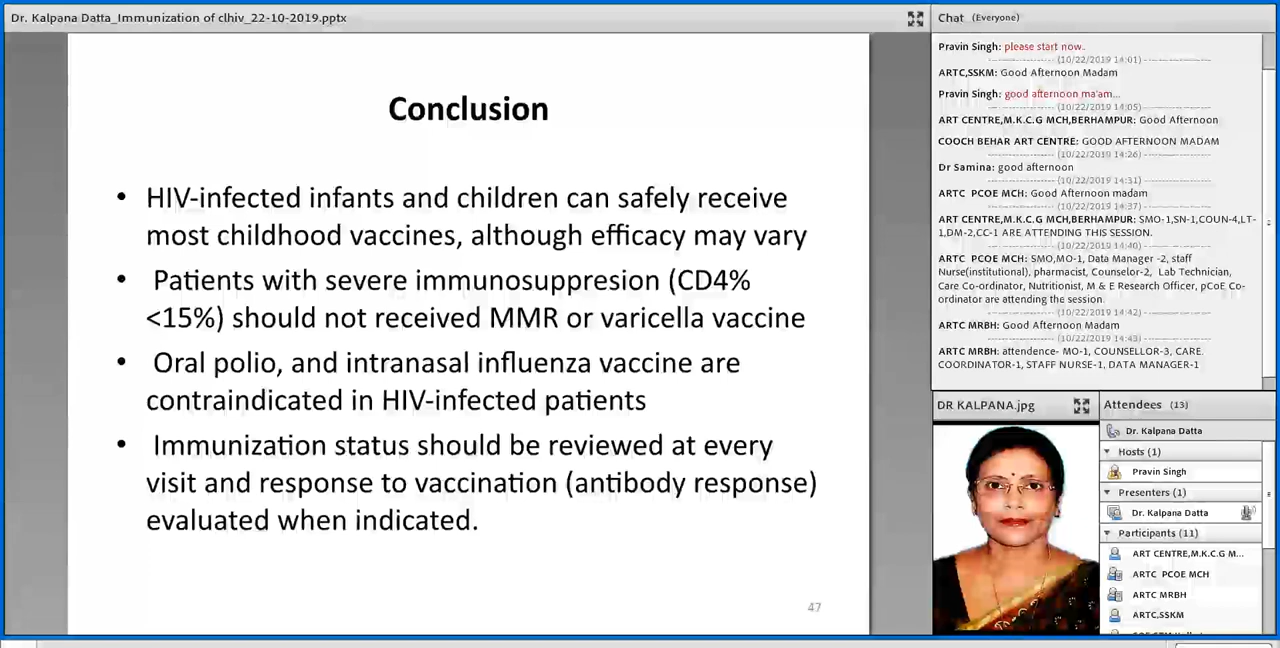 Dr. Kalpana Datta_Immunization of clhiv_22-10-2019.pptx
Conclusion
• HIV-infected infants and children can safely receive
most childhood vaccines, although efficacy may vary
• Patients with severe immunosuppresion (CD4%
<15%) should not received MMR or varicella vaccine
• Oral polio, and intranasal influenza vaccine are
contraindicated in HIV-infected patients
• Immunization status should be reviewed at every
visit and response to vaccination (antibody response)
evaluated when indicated.
47
Chat (Everyone)
Pravin Singh: please start now..
(10/22/2019 14:01)
ARTC,SSKM: Good Afternoon Madam
Pravin Singh: good afternoon ma'am...
(10/22/2019 14:05)
ART CENTRE,M.K.C.G MCH,BERHAMPUR: Good Afternoon
COOCH BEHAR ART CENTRE: GOOD AFTERNOON MADAM
(10/22/2019 14:26)
Dr Samina: good afternoon
(10/22/2019 14:31)
ARTC PCOE MCH: Good Afternoon madam
(10/22/2019 14:37)
ART CENTRE,M.K.C.G MCH,BERHAMPUR: SMO-1,SN-1,COUN-4,LT-
1,DM-2,CC-1 ARE ATTENDING THIS SESSION.
(10/22/2019 14:40)
ARTC PCOE MCH: SMO,MO-1, Data Manager -2, staff
Nurse(institutional), pharmacist, Counselor-2, Lab Technician,
Care Co-ordinator, Nutritionist, M & E Research Officer, pCoE Co-
ordinator are attending the session.
(10/22/2019 14:42)
ARTC MRBH: Good Afternoon Madam
(10/22/2019 14:43)
ARTC MRBH: attendence- MO-1, COUNSELLOR-3, CARE.
COORDINATOR-1, STAFF NURSE-1, DATA MANAGER-1
DR KALPANA.jpg
Attendees (13)
Dr. Kalpana Datta
Hosts (1)
Pravin Singh
Presenters (1)
Dr. Kalpana Datta
Participants (11)
ART CENTRE,M.K.C.G M...
ARTC PCOE MCH
ARTC MRBH
ARTC,SSKM